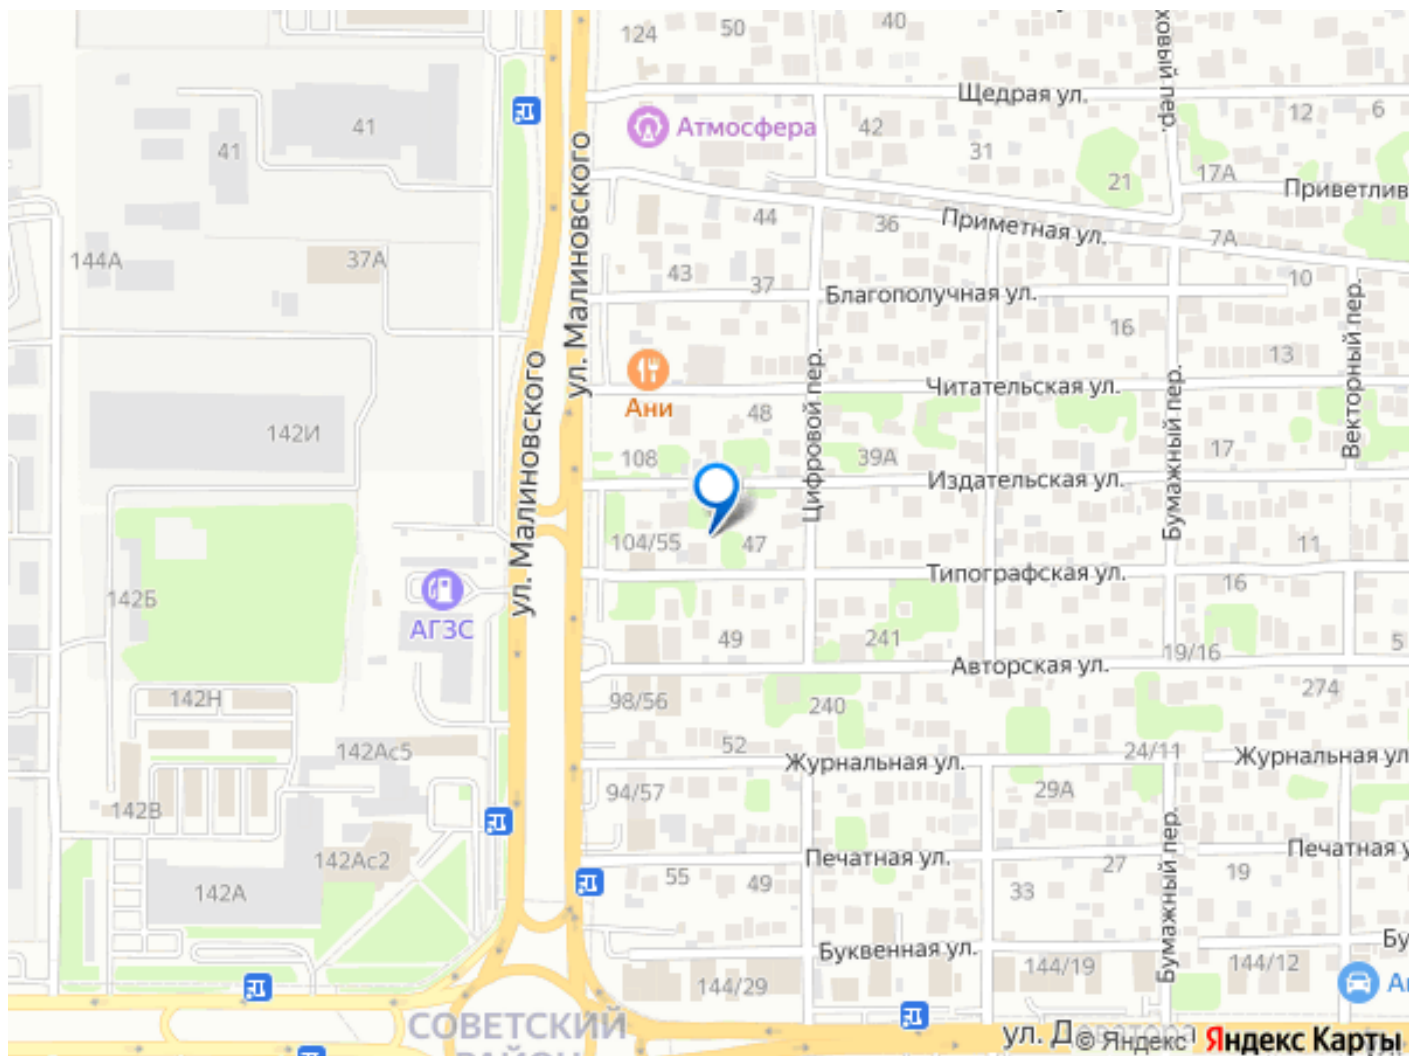 124
50
40
ховый пер.
Щедрая ул.
12
6
41
41
Атмосфера
42
31
21
17А
Приветлив
ул. Малиновского
44
36
Приметная ул.
7А
144А
37А
43
37
Благополучная ул.
10
16
13
Векторный пер.
ул. Малиновского
Ани
Читательская ул.
Цифровой пер.
Бумажный пер.
48
142И
108
39А
17
Издательская ул.
104/55
47
11
Типографская ул.
16
142Б
АГЗС
49
241
19/16
5
Авторская ул.
142Н
98/56
240
274
142Ас5
52
Журнальная ул.
24/11
Журнальная ул
142В
94/57
29А
Бумажный пер.
142Ас2
Печатная ул.
Печатная у
142А
55
49
33
27
19
Буквенная ул.
Бу
144/29
144/19
144/12
СОВЕТСКИЙ
РАЙОН
ул. Д
© Яндекс Яндекс Карты